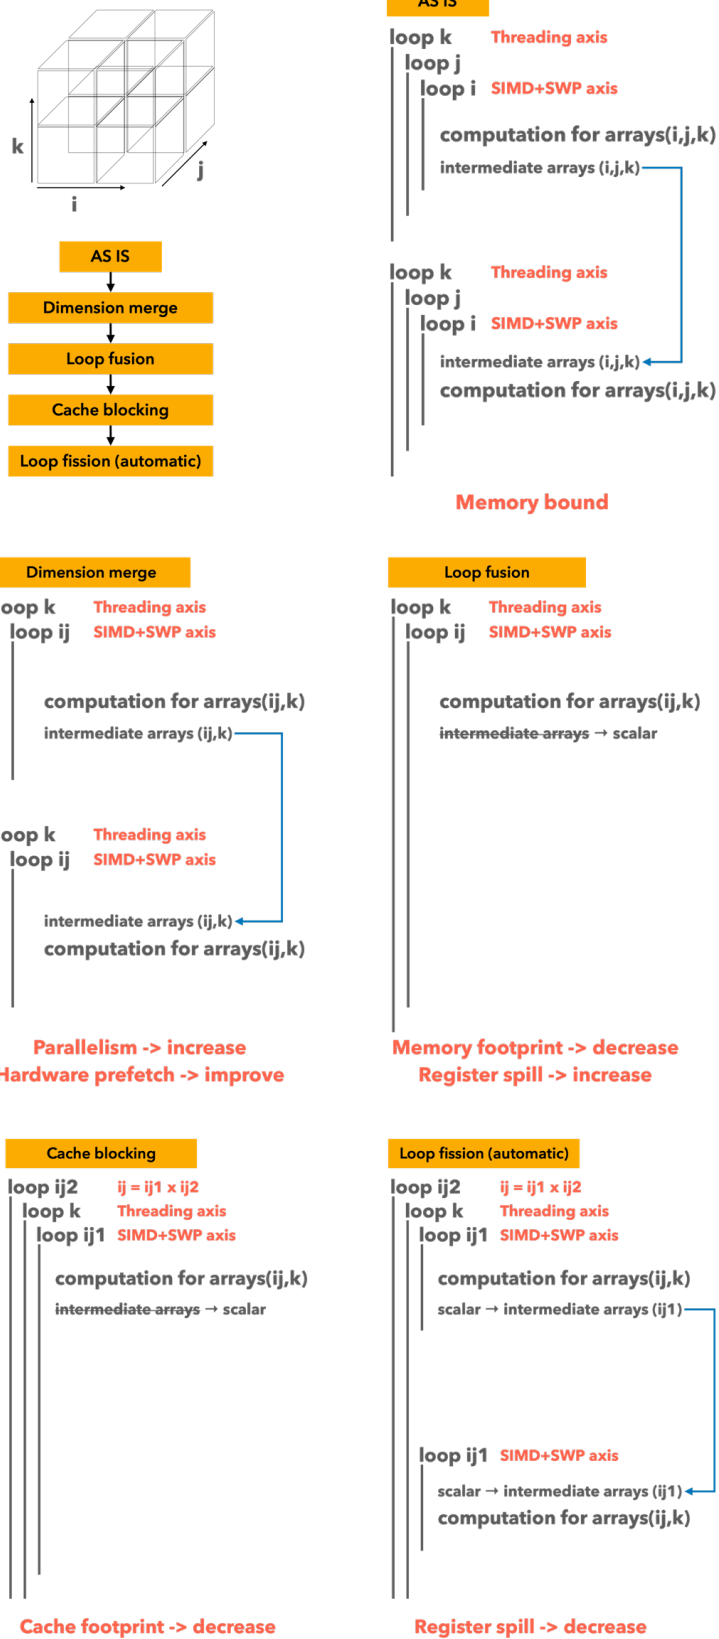 k
j
i
AS IS
Dimension merge
Loop fusion
Cache blocking
Loop fission (automatic)
AS IS
loop k Threading axis
loop j
loop i SIMD+SWP axis
computation for arrays(i,j,k)
intermediate arrays (i,j,k)
loop k Threading axis
loop j
loop i SIMD+SWP axis
intermediate arrays (i,j,k)
computation for arrays(i,j,k)
Memory bound
Dimension merge
oop k Threading axis
loop ij SIMD+SWP axis
computation for arrays(ij,k)
intermediate arrays (ij,k)
oop k Threading axis
loop ij SIMD+SWP axis
intermediate arrays (ij,k)
computation for arrays(ij,k)
Parallelism -> increase
Hardware prefetch -> improve
Loop fusion
loop k Threading axis
loop ij SIMD+SWP axis
computation for arrays(ij,k)
intermediate arrays → scalar
Memory footprint -> decrease
Register spill -> increase
Cache blocking
loop ij2 ij = ij1 x ij2
loop k Threading axis
loop ij1 SIMD+SWP axis
computation for arrays(ij,k)
intermediate arrays → scalar
Cache footprint -> decrease
Loop fission (automatic)
loop ij2 ij = ij1 x ij2
loop k Threading axis
loop ij1 SIMD+SWP axis
computation for arrays(ij,k)
scalar → intermediate arrays (ij1)
loop ij1 SIMD+SWP axis
scalar → intermediate arrays (ij1)
computation for arrays(ij,k)
Register spill -> decrease